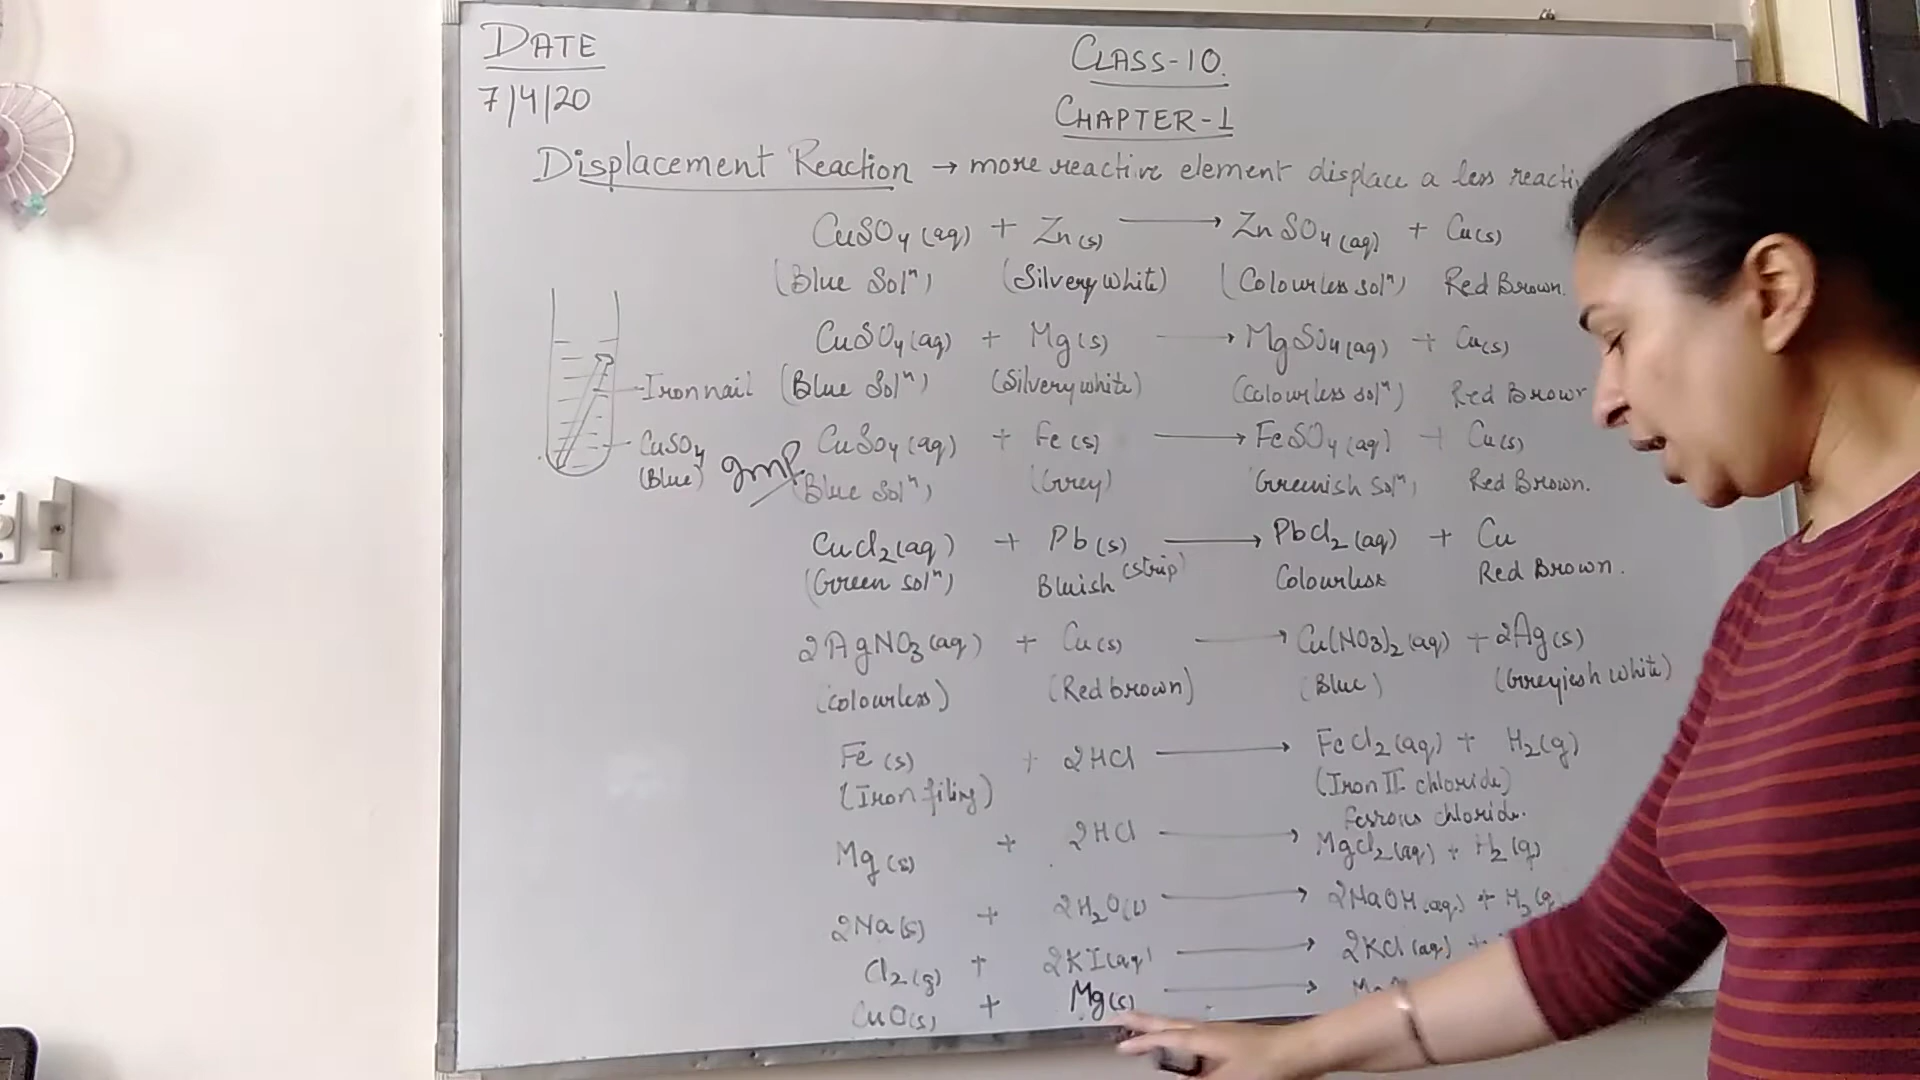 DATE
7/4/20
CLASS-10.
CHAPTER-1
Displacement Reaction → more reactive element displace a less
CuSO4 (aq) + Zn (s) → ZnSO4 (aq) + Cu (s)
(Blue Solⁿ) (Silvery white) (Colourless solⁿ) Red Brown.
CuSO4 (aq) + Mg (s) → MgSO4 (aq) + Cu (s)
Iron nail (Blue Solⁿ) (Silvery white) (Colourless solⁿ) Red Brown
CuSO4 CuSO4 (aq) + Fe (s) → FeSO4 (aq) + Cu (s)
(Blue) Imp (Blue Solⁿ) (Grey) Greenish Solⁿ) Red Brown.
CuCl2 (aq) + Pb (s) → PbCl2 (aq) + Cu
(Green solⁿ) Bluish (strip) Colourless Red Brown.
2AgNO3 (aq) + Cu (s) → Cu(NO3)2 (aq) + 2Ag (s)
(Colourless) (Red brown) (Blue) (Greyiesh white)
Fe (s) + 2HCl → FeCl2 (aq) + H2 (g)
(Iron filing) (Iron II chloride)
ferrous chloride.
Mg (s) + 2HCl → MgCl2 (aq) + H2 (g)
2Na (s) + 2H2O (l) → 2NaOH (aq) + H2 (g
Cl2 (g) + 2KI (aq) → 2KCl (aq) +
CuO (s) + Mg (s) →